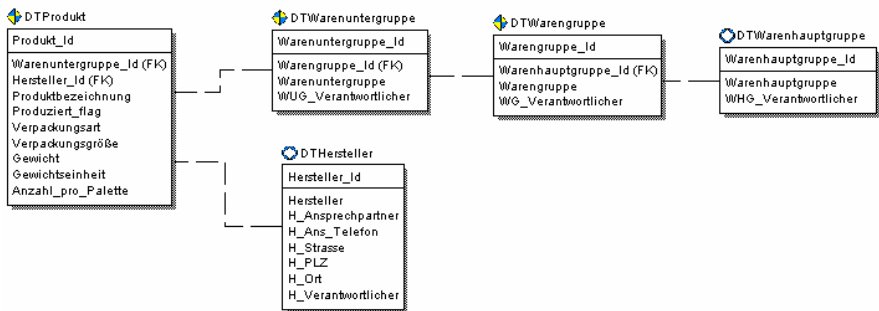 DTProdukt
Produkt_Id
Warenuntergruppe_Id (FK)
Hersteller_Id (FK)
Produktbezeichnung
Produziert_flag
Verpackungsart
Verpackungsgröße
Gewicht
Gewichtseinheit
Anzahl_pro_Palette
DTWarenuntergruppe
Warenuntergruppe_Id
Warengruppe_Id (FK)
Warenuntergruppe
WUG_Verantwortlicher
DTWarengruppe
Warengruppe_Id
Warenhauptgruppe_Id (FK)
Warengruppe
WG_Verantwortlicher
DTWarenhauptgruppe
Warenhauptgruppe_Id
Warenhauptgruppe
WHG_Verantwortlicher
DTHersteller
Hersteller_Id
Hersteller
H_Ansprechpartner
H_Ans_Telefon
H_Strasse
H_PLZ
H_Ort
H_Verantwortlicher